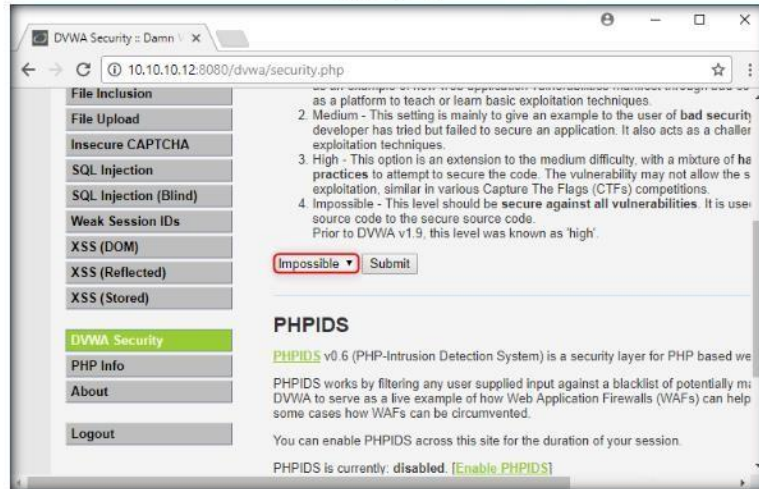 DVWA Security :: Damn V
10.10.10.12:8080/dvwa/security.php
File Inclusion
File Upload
Insecure CAPTCHA
SQL Injection
SQL Injection (Blind)
Weak Session IDs
XSS (DOM)
XSS (Reflected)
XSS (Stored)
DVWA Security
PHP Info
About
Logout
as a platform to teach or learn basic exploitation techniques.
2. Medium - This setting is mainly to give an example to the user of bad security
developer has tried but failed to secure an application. It also acts as a challen
exploitation techniques.
3. High - This option is an extension to the medium difficulty, with a mixture of ha
practices to attempt to secure the code. The vulnerability may not allow the s
exploitation, similar in various Capture The Flags (CTFs) competitions.
4. Impossible - This level should be secure against all vulnerabilities. It is use
source code to the secure source code.
Prior to DVWA v1.9, this level was known as 'high'.
Impossible Submit
PHPIDS
PHPIDS v0.6 (PHP-Intrusion Detection System) is a security layer for PHP based we
PHPIDS works by filtering any user supplied input against a blacklist of potentially ma
DVWA to serve as a live example of how Web Application Firewalls (WAFs) can help
some cases how WAFs can be circumvented.
You can enable PHPIDS across this site for the duration of your session.
PHPIDS is currently: disabled. [Enable PHPIDS]